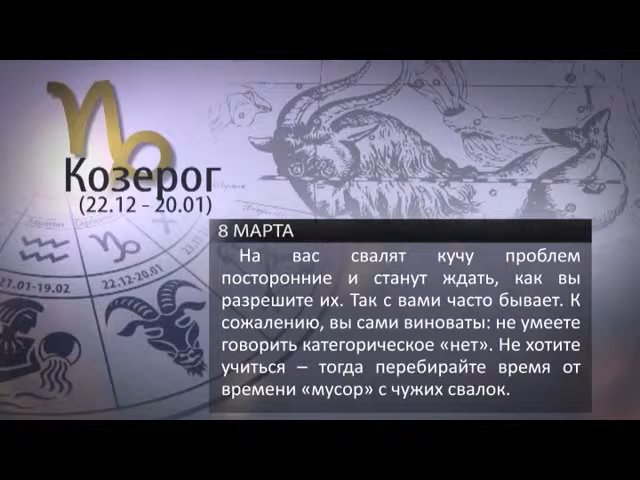 Козерог
(22.12 - 20.01)
22.12-20.01
21.01-19.02
8 МАРТА
На вас свалят кучу проблем
посторонние и станут ждать, как вы
разрешите их. Так с вами часто бывает. К
сожалению, вы сами виноваты: не умеете
говорить категорическое «нет». Не хотите
учиться – тогда перебирайте время от
времени «мусор» с чужих свалок.